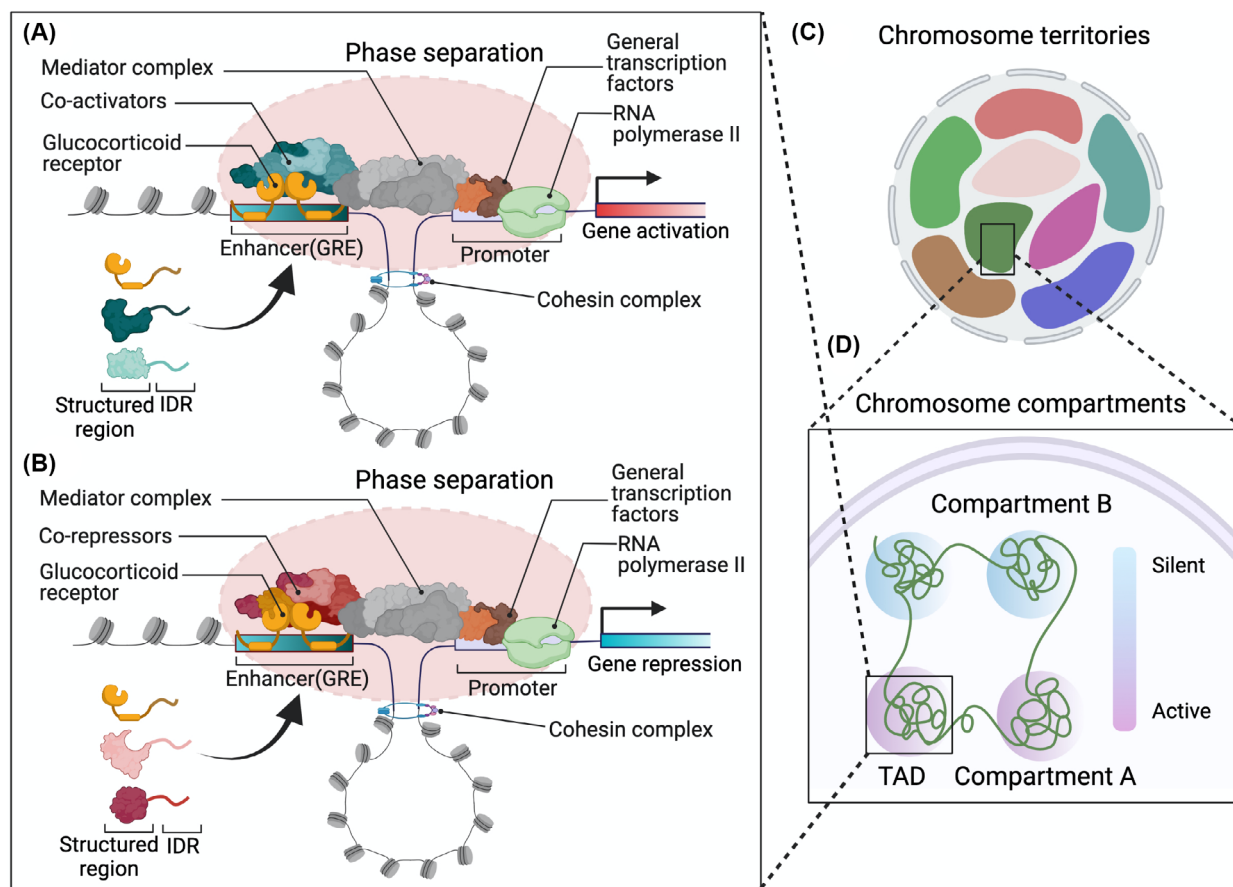 (A)
Phase separation
General
transcription
factors
Mediator complex
Co-activators
RNA
polymerase II
Glucocorticoid
receptor
Gene activation
Enhancer(GRE)
Promoter
Cohesin complex
Structured IDR
region
(B)
Phase separation
General
transcription
factors
Mediator complex
Co-repressors
RNA
polymerase II
Glucocorticoid
receptor
Gene repression
Enhancer(GRE)
Promoter
Cohesin complex
Structured IDR
region
(C)
Chromosome territories
(D)
Chromosome compartments
Compartment B
Silent
Active
TAD
Compartment A